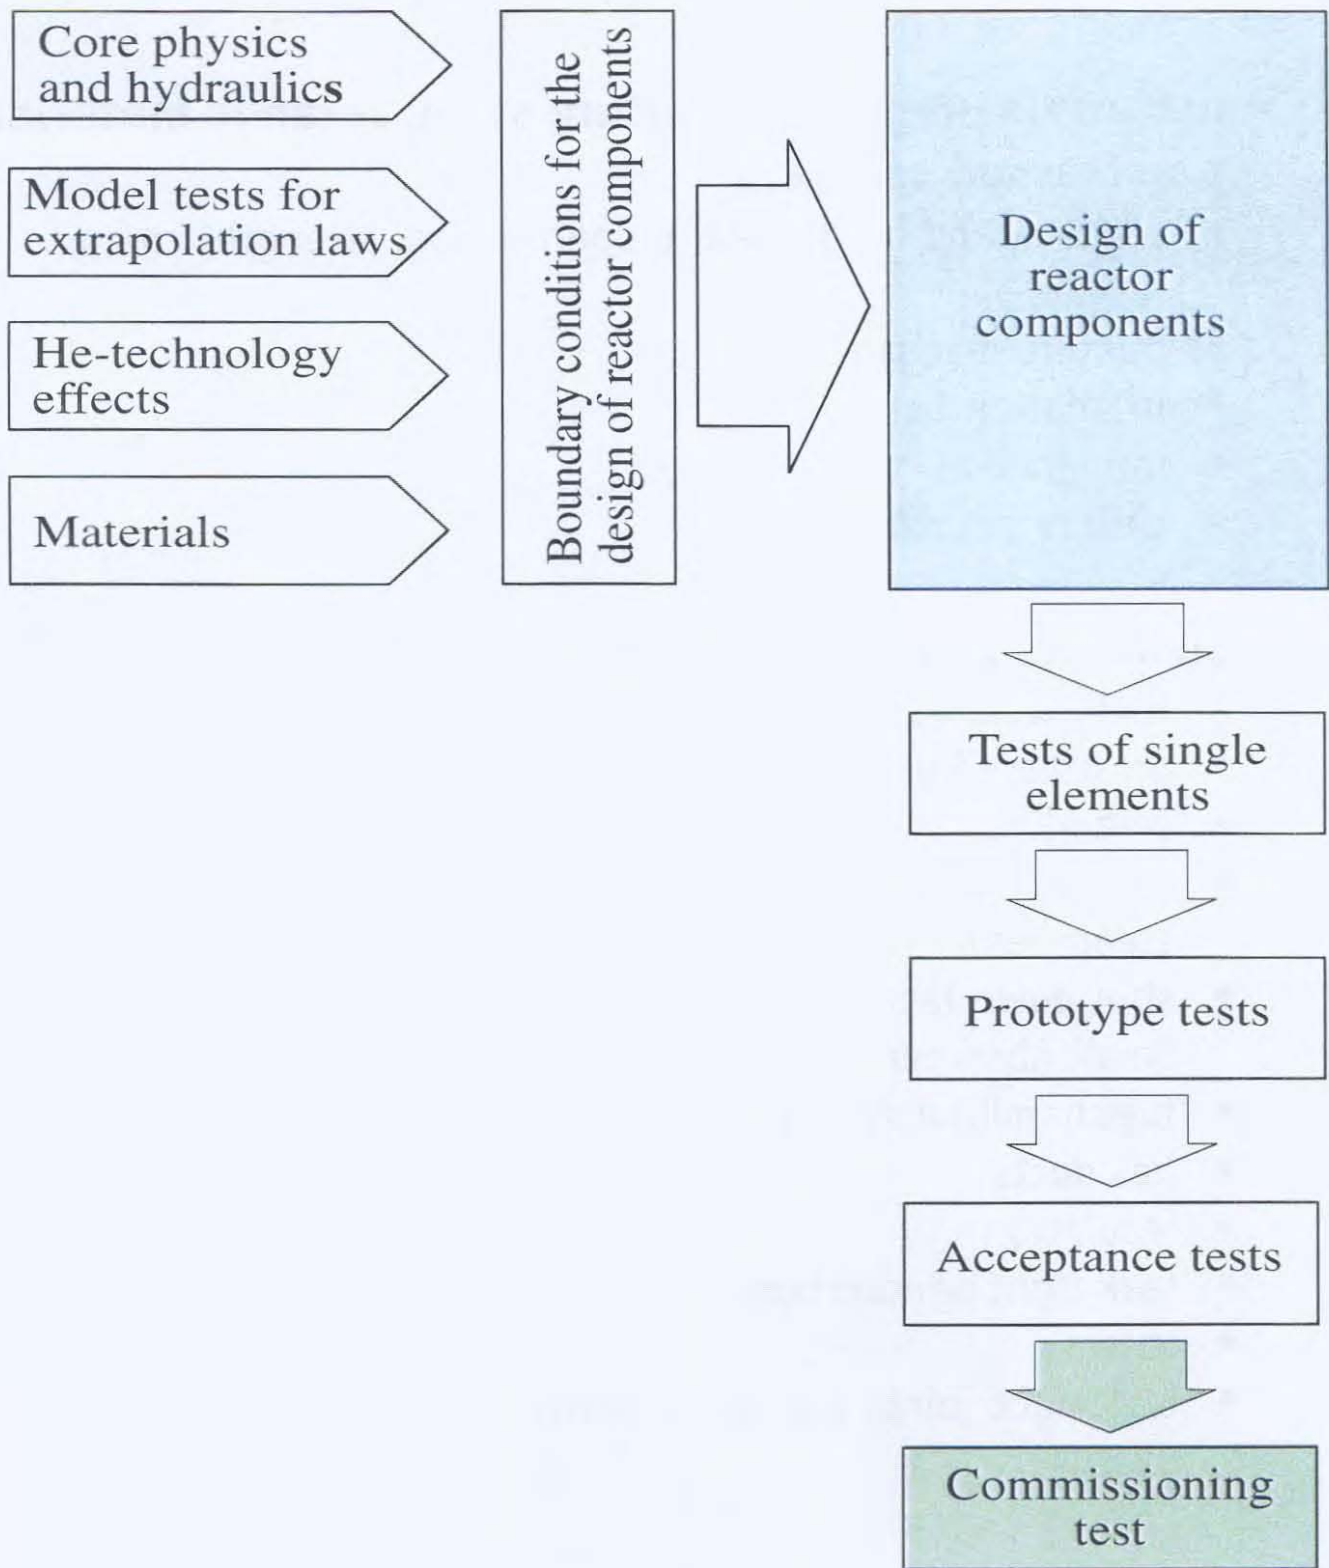 Core physics
and hydraulics
Model tests for
extrapolation laws
He-technology
effects
Materials
Boundary conditions for the
design of reactor components
Design of
reactor
components
Tests of single
elements
Prototype tests
Acceptance tests
Commissioning
test